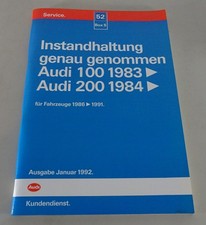 Service.
52
Instandhaltung
genau genommen
Audi 100 1983 ►
Audi 200 1984 ►
für Fahrzeuge 1986 ► 1991.
Ausgabe Januar 1992.
Audi
Kundendienst.